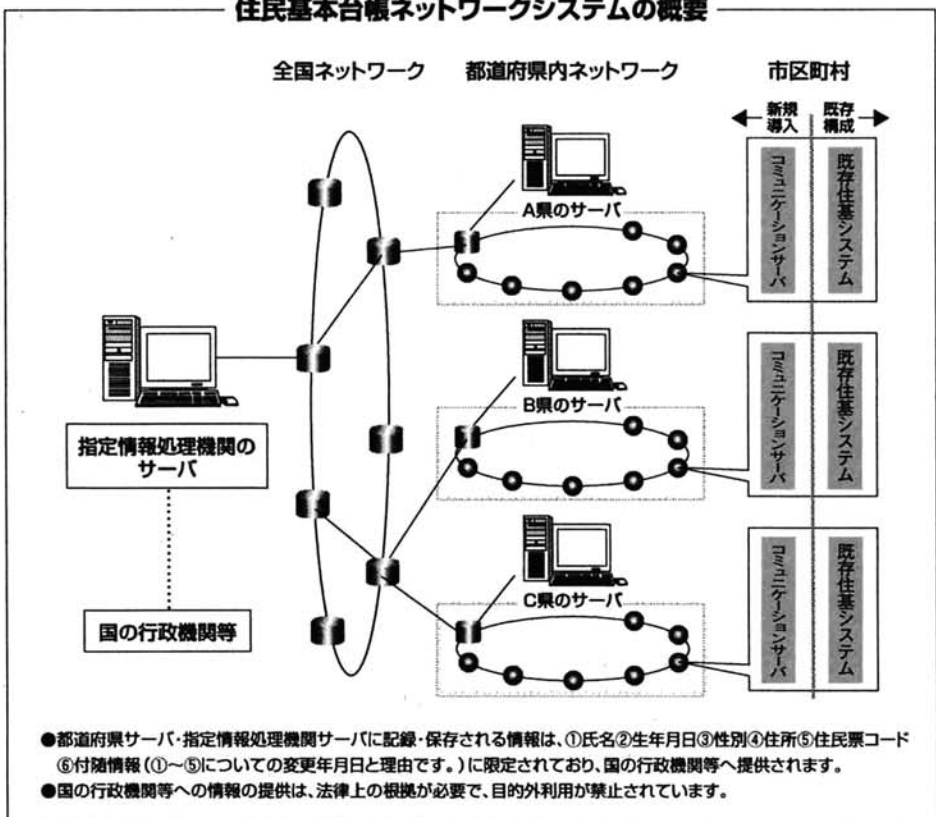 住民基本台帳ネットワークシステムの概要
全国ネットワーク
都道府県内ネットワーク
市区町村
新規
導入
既存
構成
A県のサーバ
コミュニケーションサーバ
既存住基システム
B県のサーバ
コミュニケーションサーバ
既存住基システム
指定情報処理機関の
サーバ
C県のサーバ
コミュニケーションサーバ
既存住基システム
国の行政機関等
●都道府県サーバ・指定情報処理機関サーバに記録・保存される情報は、①氏名②生年月日③性別④住所⑤住民票コード
⑥付随情報(①〜⑤についての変更年月日と理由です。)に限定されており、国の行政機関等へ提供されます。
●国の行政機関等への情報の提供は、法律上の根拠が必要で、目的外利用が禁止されています。